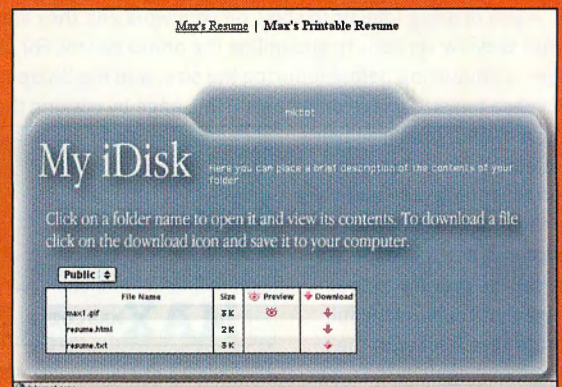 Max's Resume | Max's Printable Resume
My iDisk
Here you can place a brief description of the contents of your
folder
Click on a folder name to open it and view its contents. To download a file
click on the download icon and save it to your computer.
Public
File Name Size Preview Download
max1.gif 3 K
resume.html 2 K
resume.txt 3 K